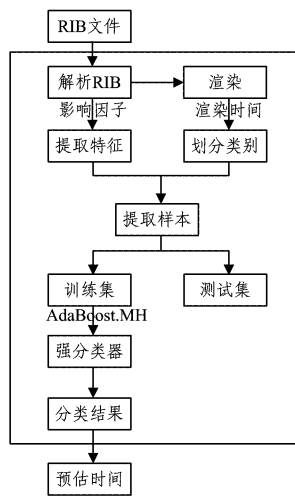 RIB文件
解析RIB
渲染
影响因子
渲染时间
提取特征
划分类别
提取样本
训练集
测试集
AdaBoost.MH
强分类器
分类结果
预估时间